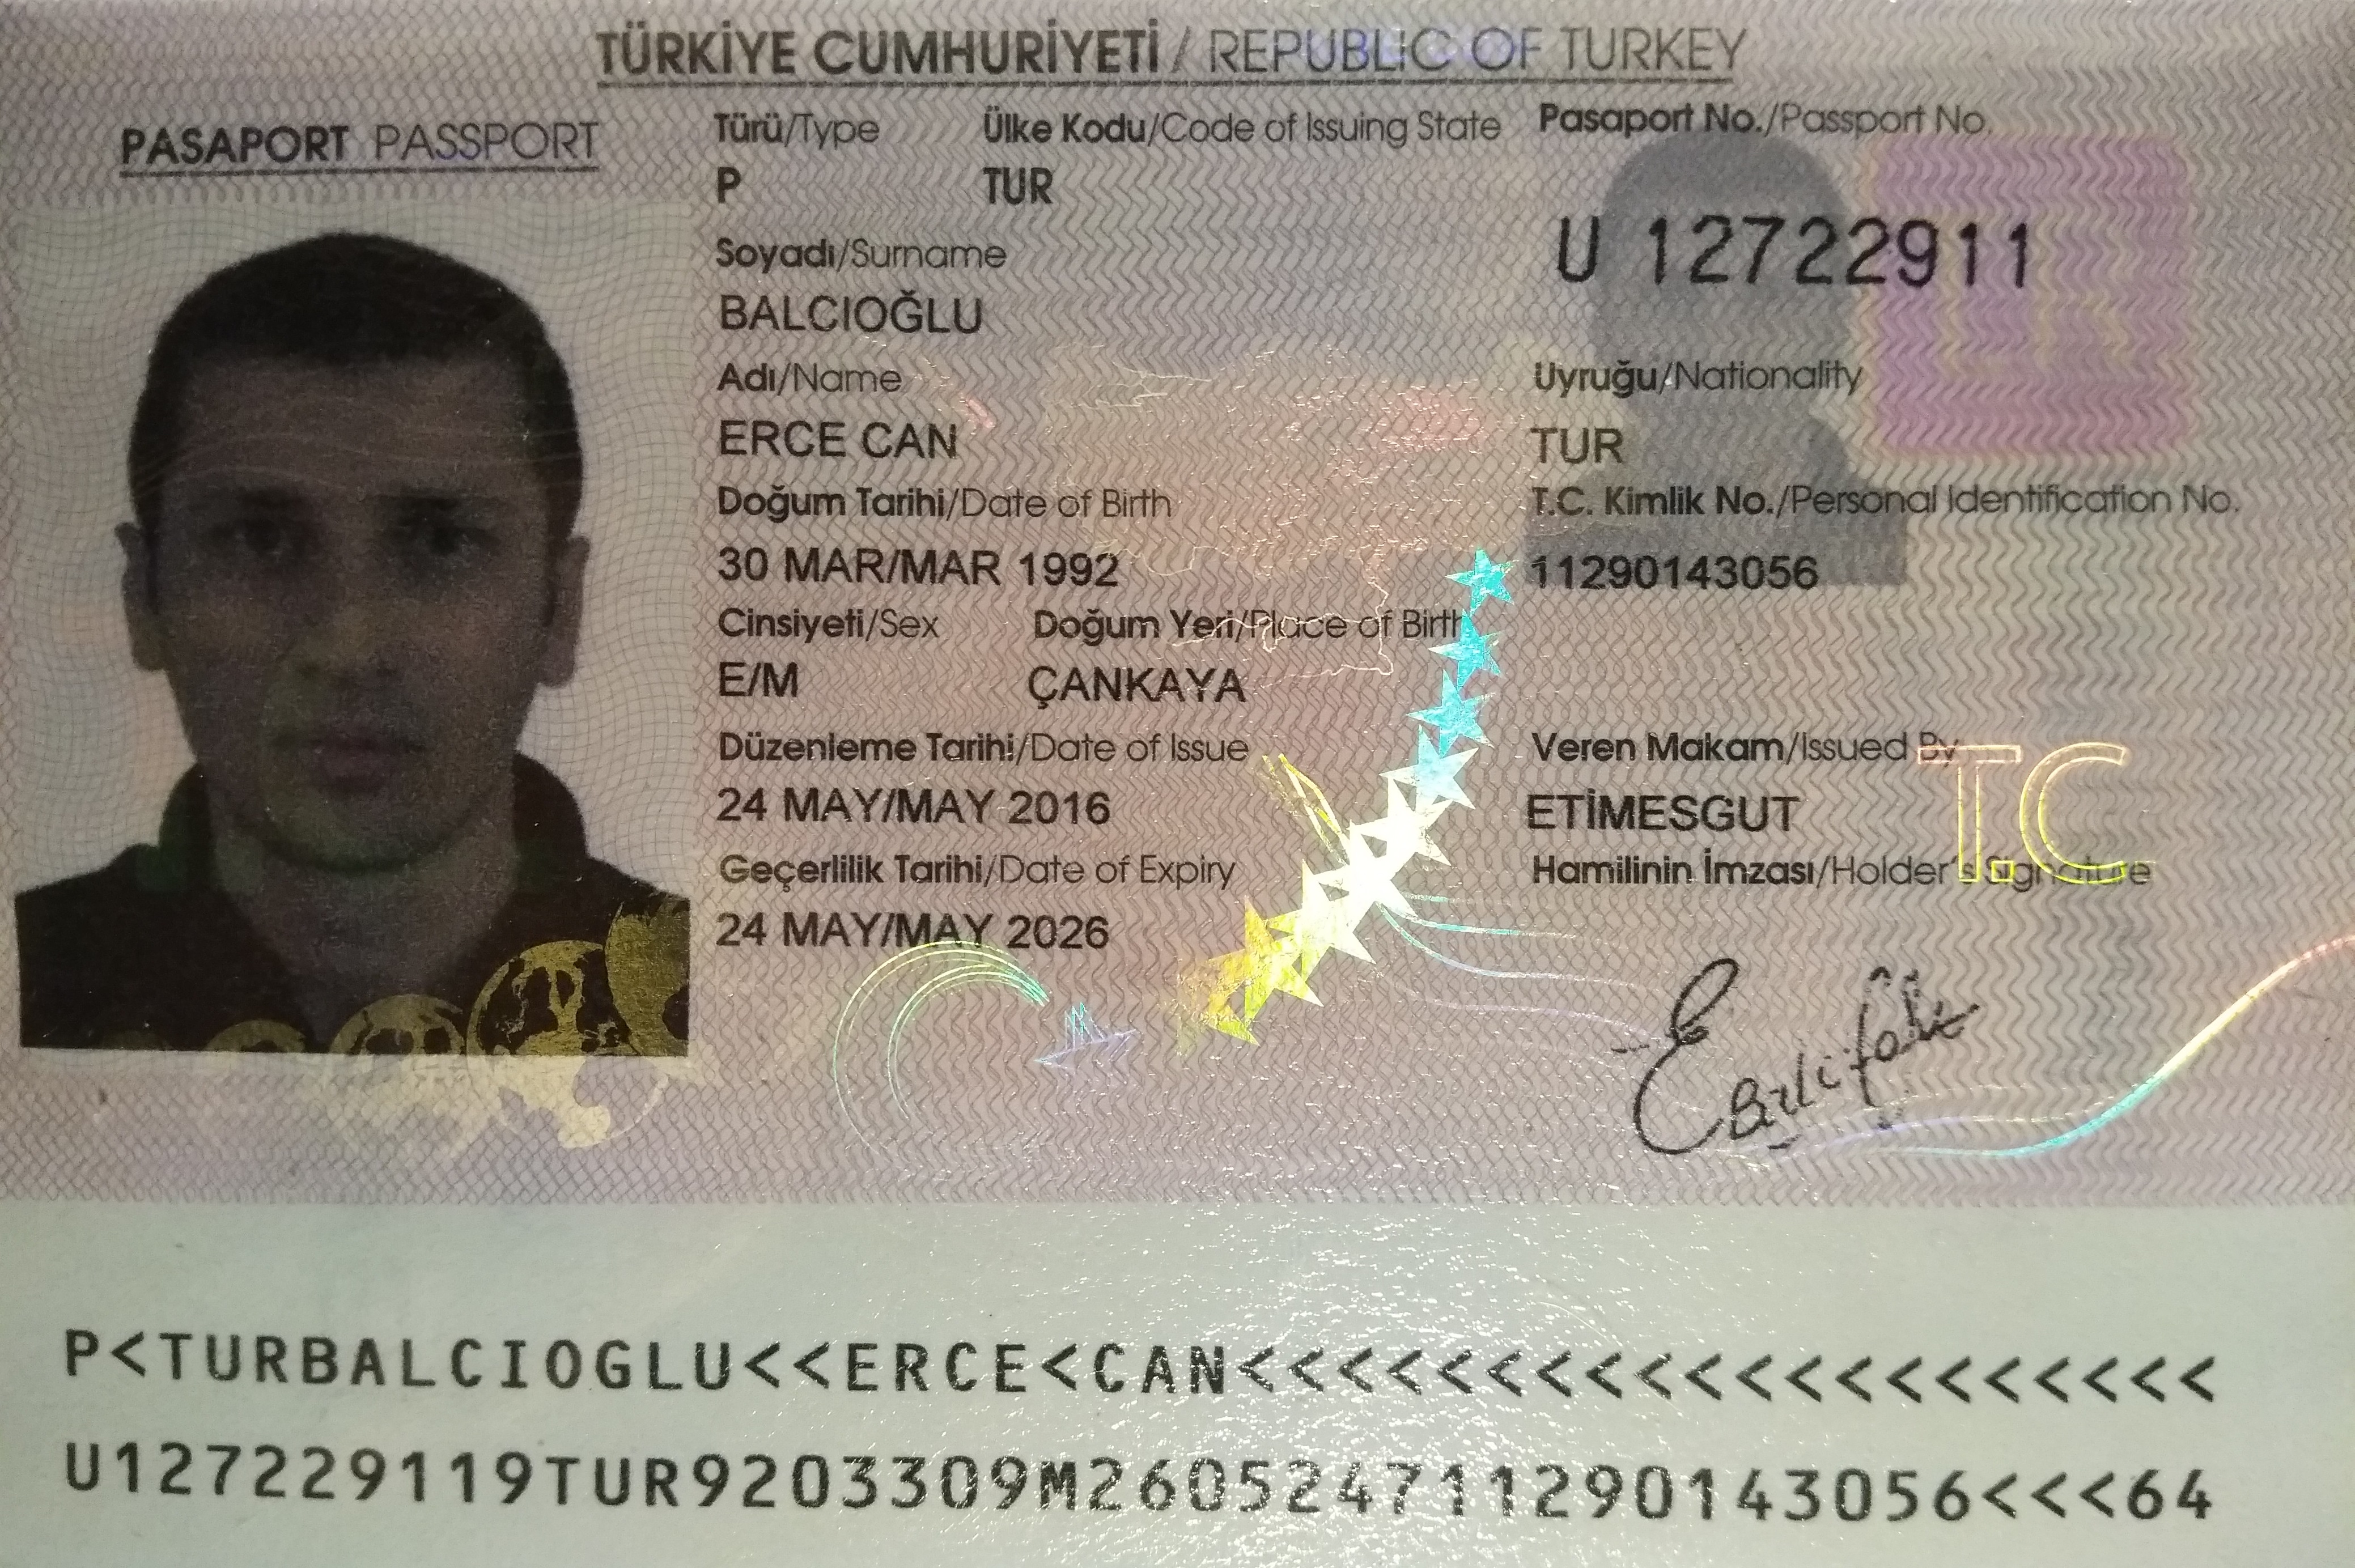 TÜRKİYE CUMHURİYETİ / REPUBLIC OF TURKEY
PASAPORT PASSPORT
Türü/Type Ülke Kodu/Code of Issuing State Pasaport No./Passport No.
P TUR U 12722911
Soyadı/Surname
BALCIOĞLU
Adı/Name Uyruğu/Nationality
ERCE CAN TUR
Doğum Tarihi/Date of Birth T.C. Kimlik No./Personal Identification No.
30 MAR/MAR 1992 11290143056
Cinsiyeti/Sex Doğum Yeri/Place of Birth
E/M ÇANKAYA
Düzenleme Tarihi/Date of Issue Veren Makam/Issued By
24 MAY/MAY 2016 ETİMESGUT
T.C
Geçerlilik Tarihi/Date of Expiry Hamilinin İmzası/Holder's Signature
24 MAY/MAY 2026
P<TURBALCIOGLU<<ERCE<CAN<<<<<<<<<<<<<<<<<<<<
U127229119TUR9203309M260524711290143056<<<64